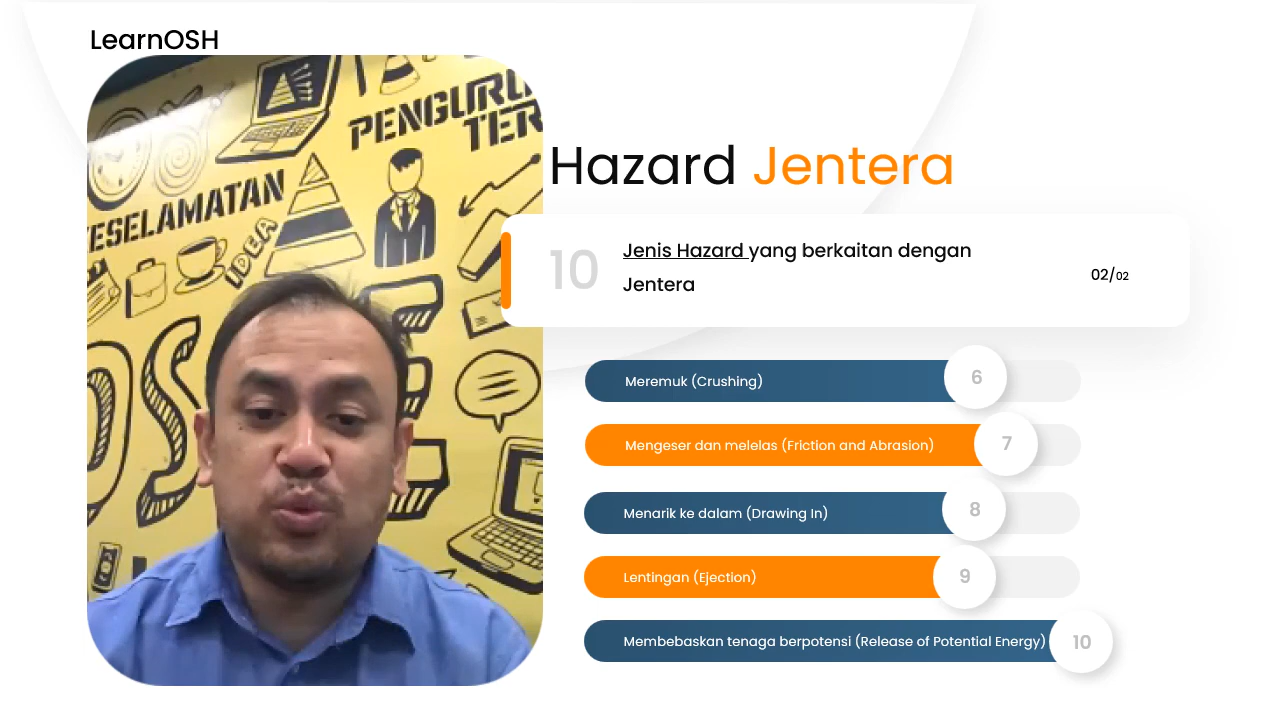 LearnOSH
PENGURU
TER
KESELAMATAN
IDEA
Hazard Jentera
10
Jenis Hazard yang berkaitan dengan
Jentera
02/02
Meremuk (Crushing)
6
Mengeser dan melelas (Friction and Abrasion)
7
Menarik ke dalam (Drawing In)
8
Lentingan (Ejection)
9
Membebaskan tenaga berpotensi (Release of Potential Energy)
10